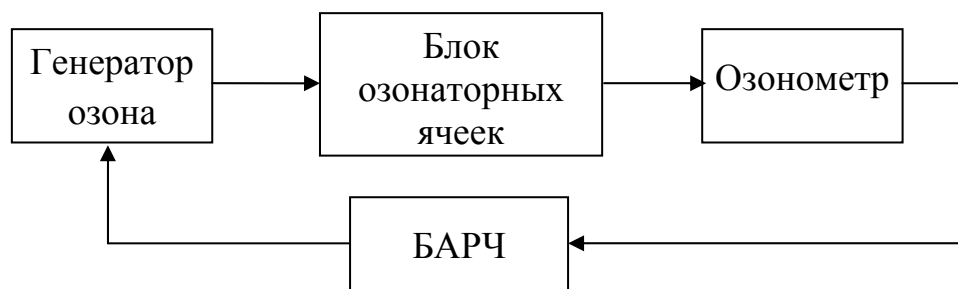 Генератор
озона
Блок
озонаторных
ячеек
Озонометр
БАРЧ